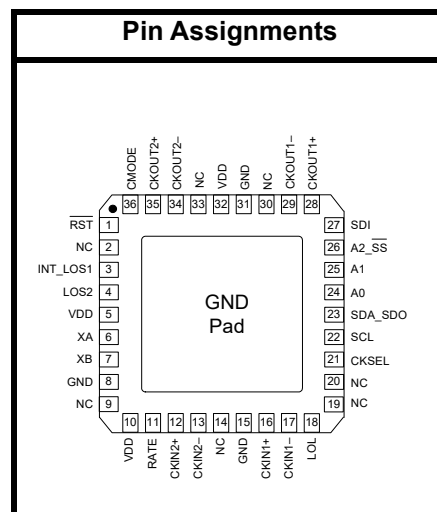 Pin Assignments
CMODE
CKOUT2+
CKOUT2–
NC
VDD
GND
NC
CKOUT1–
CKOUT1+
36 35 34 33 32 31 30 29 28
RST 1
NC 2
INT_LOS1 3
LOS2 4
VDD 5
XA 6
XB 7
GND 8
NC 9
GND
Pad
27 SDI
26 A2_SS
25 A1
24 A0
23 SDA_SDO
22 SCL
21 CKSEL
20 NC
19 NC
10 11 12 13 14 15 16 17 18
VDD
RATE
CKIN2+
CKIN2–
NC
GND
CKIN1+
CKIN1–
LOL